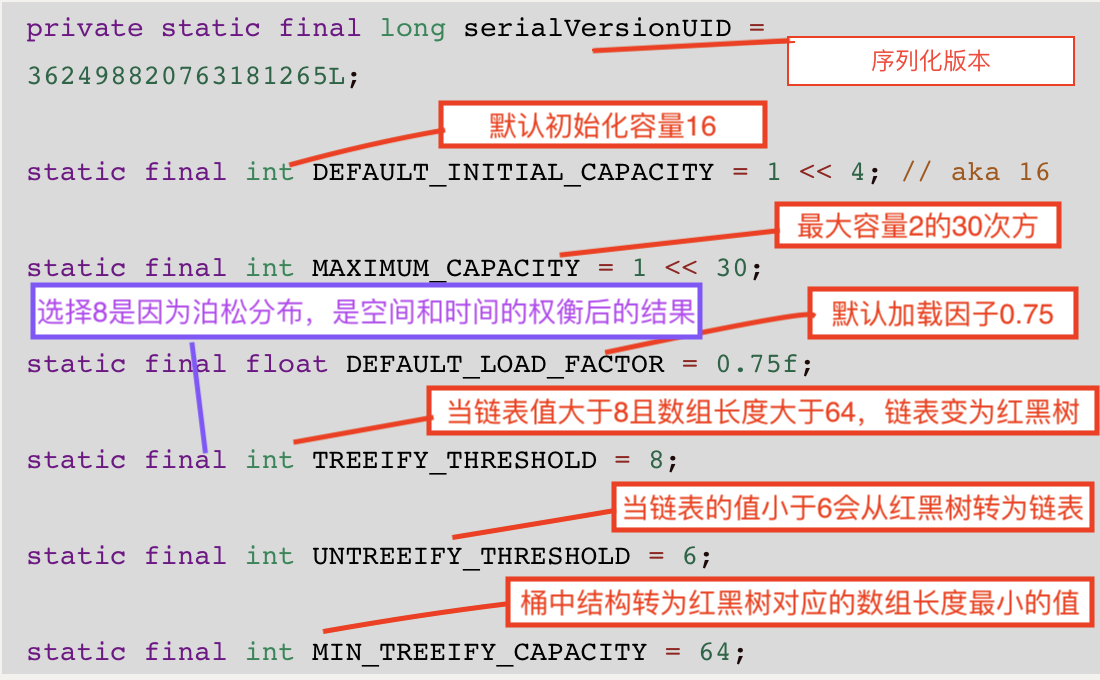 private static final long serialVersionUID =
序列化版本
362498820763181265L;
默认初始化容量16
static final int DEFAULT_INITIAL_CAPACITY = 1 << 4; // aka 16
最大容量2的30次方
static final int MAXIMUM_CAPACITY = 1 << 30;
选择8是因为泊松分布，是空间和时间的权衡后的结果
默认加载因子0.75
static final float DEFAULT_LOAD_FACTOR = 0.75f;
当链表值大于8且数组长度大于64，链表变为红黑树
static final int TREEIFY_THRESHOLD = 8;
当链表的值小于6会从红黑树转为链表
static final int UNTREEIFY_THRESHOLD = 6;
桶中结构转为红黑树对应的数组长度最小的值
static final int MIN_TREEIFY_CAPACITY = 64;